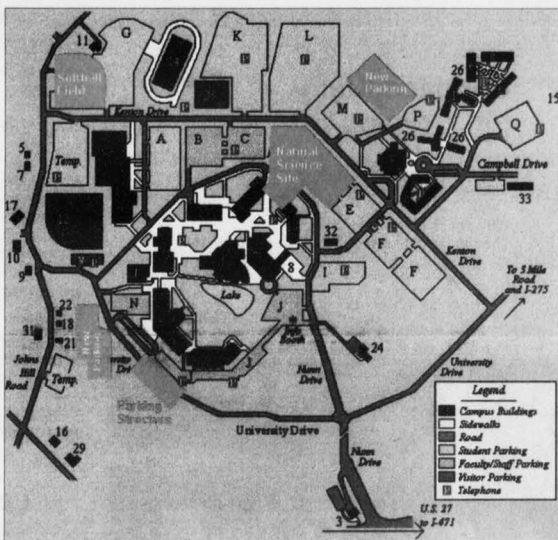 11
G
K
L
Softball
Field
Kenton Drive
New
Parking
M
P
26
26
26
Q
15
5
7
Temp.
A
B
C
Natural
Science
Site
E
Campbell Drive
33
17
10
9
32
F
F
Kenton
Drive
8
I
To 3 Mile
Road
and I-275
Lake
N
J
Info
Booth
J
24
22
18
21
31
Johns
Hill
Road
Temp.
New
Parking
Parking
Structure
Nunn
Drive
University
Drive
University Drive
16
29
Nunn
Drive
3
U.S. 27
to I-471
Legend
Campus Buildings
Sidewalks
Road
Student Parking
Faculty/Staff Parking
Visitor Parking
Telephone